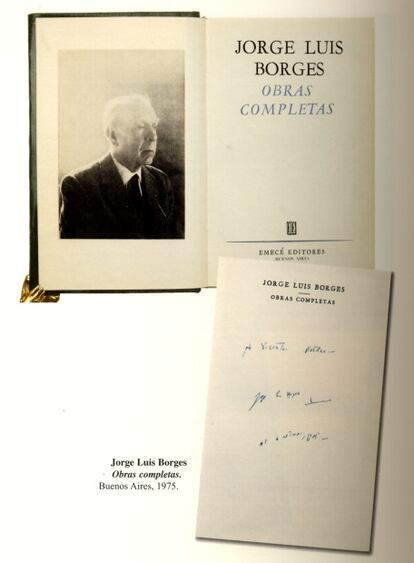 JORGE LUIS
BORGES
OBRAS
COMPLETAS
EMECÉ EDITORES
BUENOS AIRES
JORGE LUIS BORGES
OBRAS COMPLETAS
A
Jorge Luis Borges
Obras completas.
Buenos Aires, 1975.